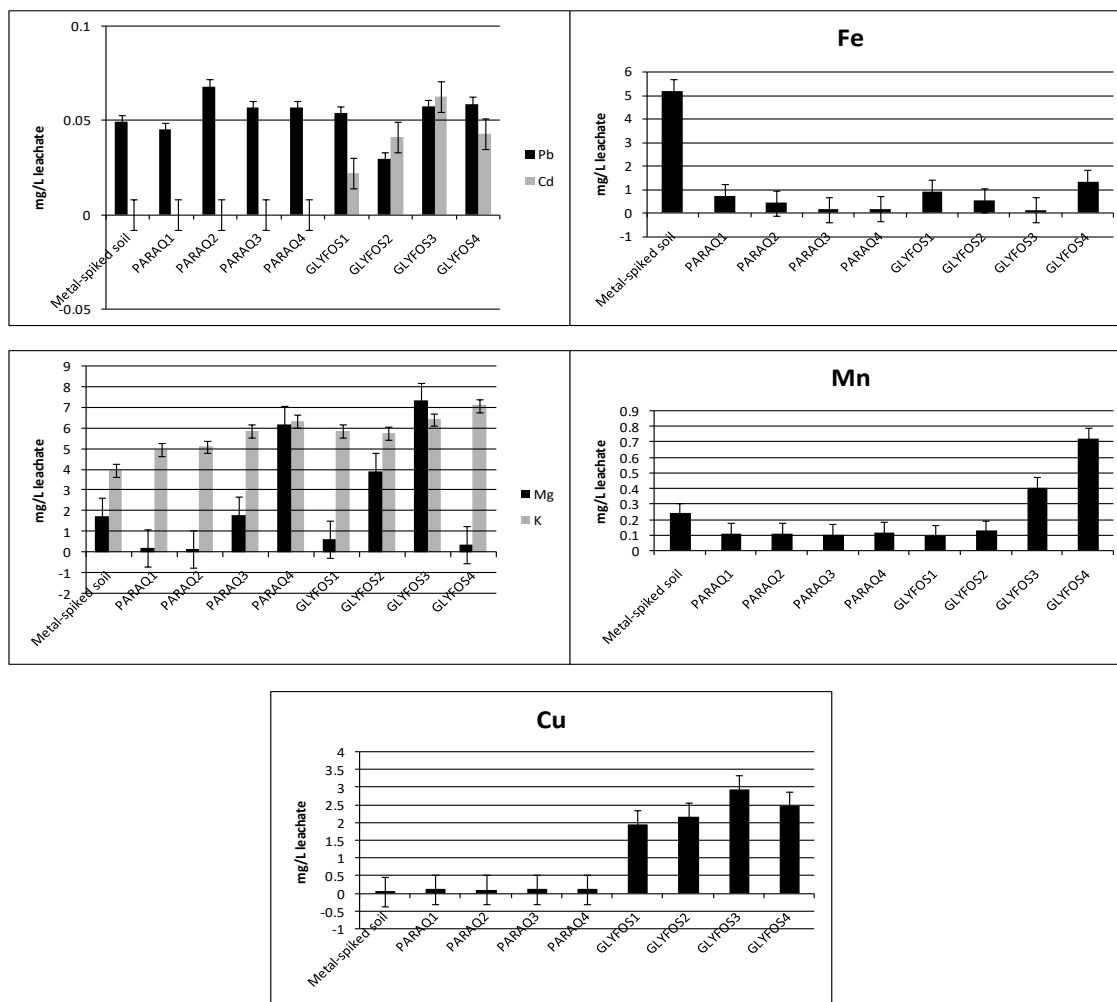 0.1
0.05
0
-0.05
mg/L leachate
Metal-spiked soil
PARAQ1
PARAQ2
PARAQ3
PARAQ4
GLYFOS1
GLYFOS2
GLYFOS3
GLYFOS4
Pb
Cd
Fe
6
5
4
3
2
1
0
-1
mg/L leachate
Metal-spiked soil
PARAQ1
PARAQ2
PARAQ3
PARAQ4
GLYFOS1
GLYFOS2
GLYFOS3
GLYFOS4
9
8
7
6
5
4
3
2
1
0
-1
-2
mg/L leachate
Metal-spiked soil
PARAQ1
PARAQ2
PARAQ3
PARAQ4
GLYFOS1
GLYFOS2
GLYFOS3
GLYFOS4
Mg
K
Mn
0.9
0.8
0.7
0.6
0.5
0.4
0.3
0.2
0.1
0
mg/L leachate
Metal-spiked soil
PARAQ1
PARAQ2
PARAQ3
PARAQ4
GLYFOS1
GLYFOS2
GLYFOS3
GLYFOS4
Cu
4
3.5
3
2.5
2
1.5
1
0.5
0
-0.5
-1
mg/L leachate
Metal-spiked soil
PARAQ1
PARAQ2
PARAQ3
PARAQ4
GLYFOS1
GLYFOS2
GLYFOS3
GLYFOS4